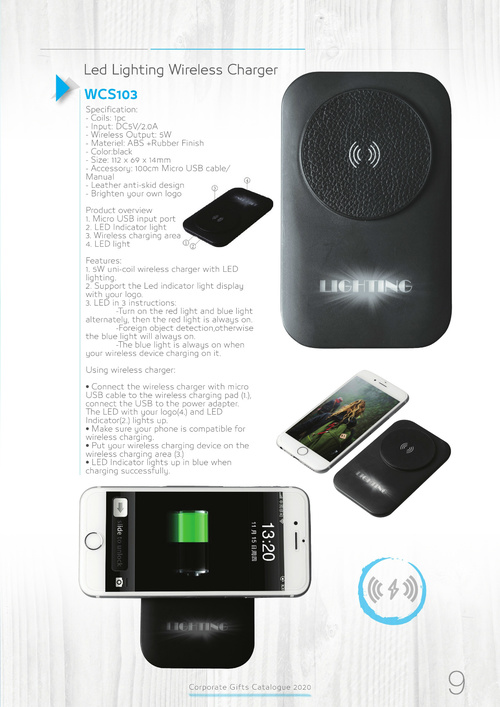 Led Lighting Wireless Charger
WCS103
Specification:
- Coils: 1pc
- Input: DC5V/2.0A
- Wireless Output: 5W
- Materiel: ABS +Rubber Finish
- Color:black
- Size: 112 x 69 x 14mm
- Accessory: 100cm Micro USB cable/
Manual
- Leather anti-skid design
- Brighten your own logo
Product overview
1. Micro USB input port
2. LED Indicator light
3. Wireless charging area
4. LED light
③
④
①
②
Features:
1. 5W uni-coil wireless charger with LED
lighting.
2. Support the Led indicator light display
with your logo.
3. LED in 3 instructions:
-Turn on the red light and blue light
alternately, then the red light is always on.
-Foreign object detection,otherwise
the blue light will always on.
-The blue light is always on when
your wireless device charging on it.
Using wireless charger:
• Connect the wireless charger with micro
USB cable to the wireless charging pad (1.),
connect the USB to the power adapter.
The LED with your logo(4.) and LED
Indicator(2.) lights up.
• Make sure your phone is compatible for
wireless charging.
• Put your wireless charging device on the
wireless charging area (3.)
• LED Indicator lights up in blue when
charging successfully.
LIGHTING
LIGHTING
slide to unlock
13:20
LIGHTING
Corporate Gifts Catalogue 2020
9